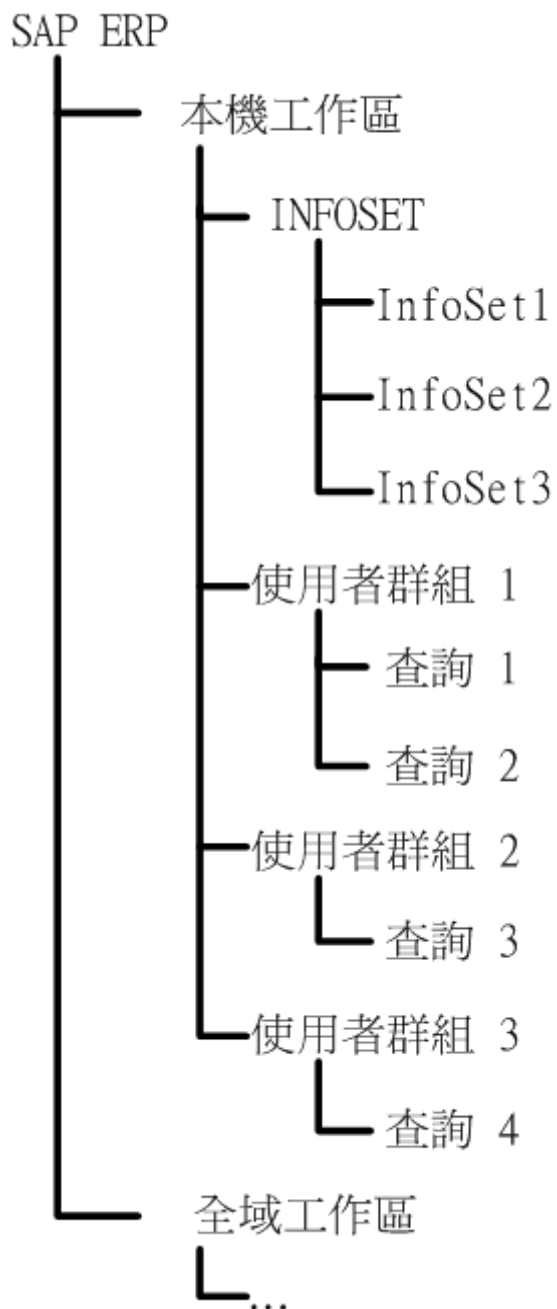 SAP ERP
本機工作區
INFOSET
InfoSet1
InfoSet2
InfoSet3
使用者群組 1
查詢 1
查詢 2
使用者群組 2
查詢 3
使用者群組 3
查詢 4
全域工作區
...